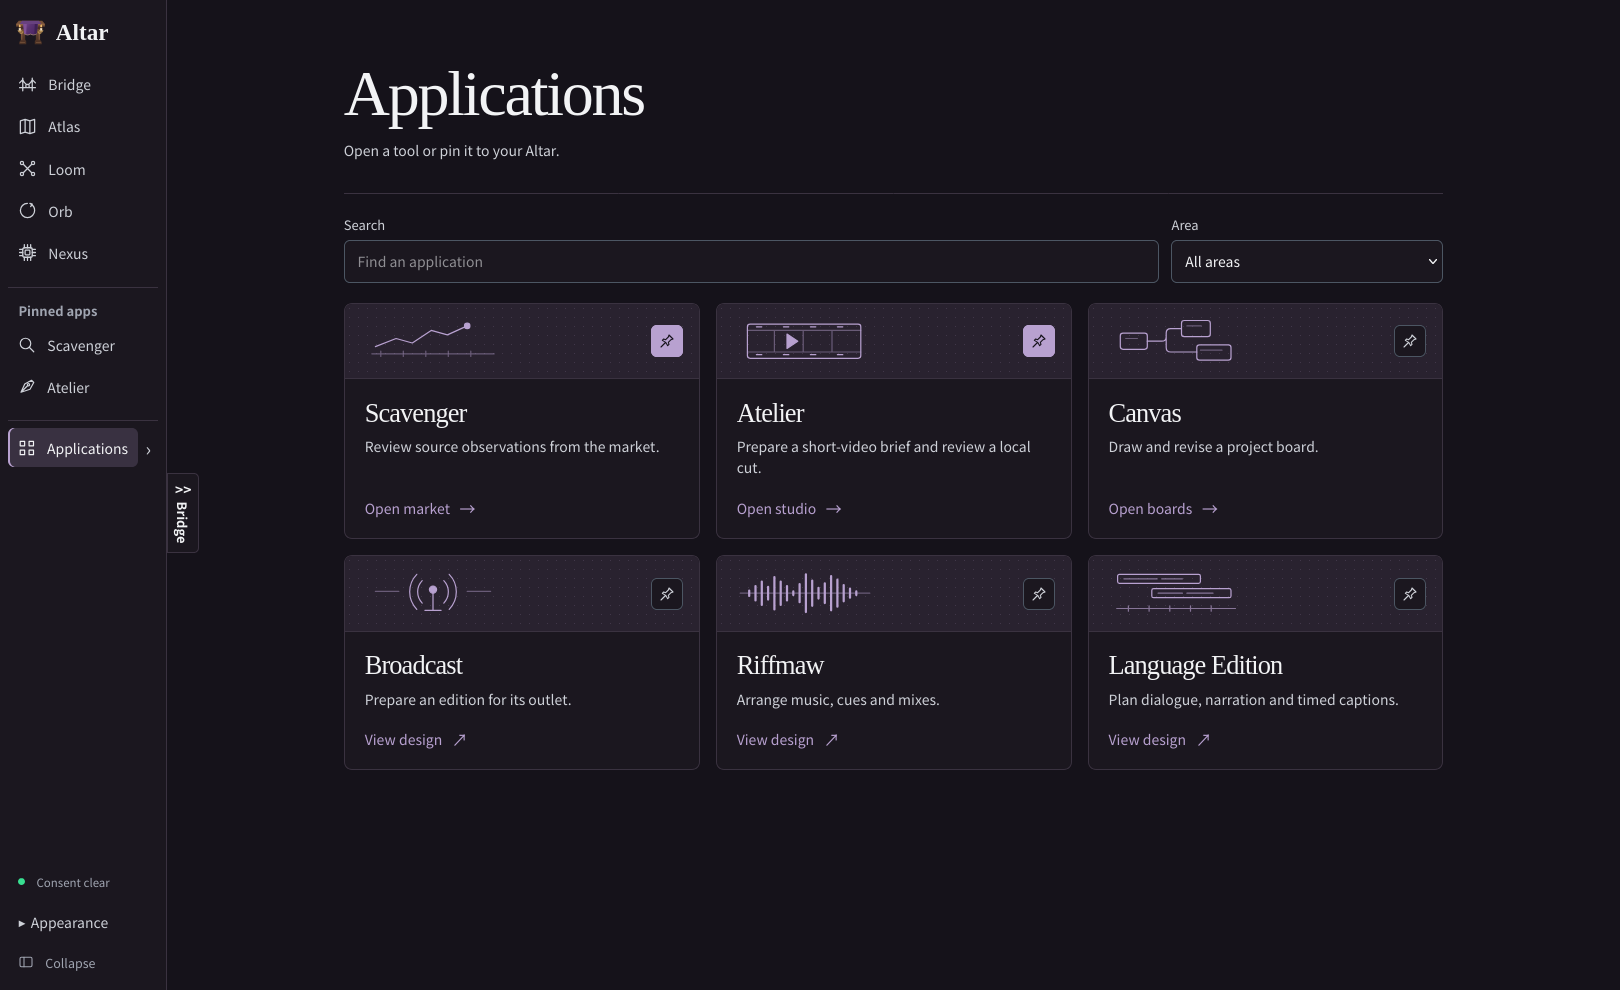 Altar
Bridge
Atlas
Loom
Orb
Nexus
Pinned apps
Scavenger
Atelier
Applications ›
>> Bridge
Consent clear
▸ Appearance
Collapse
Applications
Open a tool or pin it to your Altar.
Search
Find an application
Area
All areas
Scavenger
Review source observations from the market.
Open market →
Atelier
Prepare a short-video brief and review a local
cut.
Open studio →
Canvas
Draw and revise a project board.
Open boards →
Broadcast
Prepare an edition for its outlet.
View design ↗
Riffmaw
Arrange music, cues and mixes.
View design ↗
Language Edition
Plan dialogue, narration and timed captions.
View design ↗